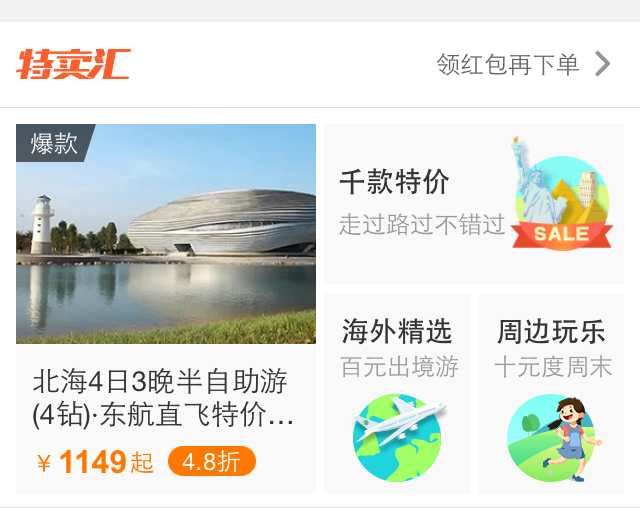 特卖汇
领红包再下单
爆款
北海4日3晚半自助游
(4钻)·东航直飞特价...
¥ 1149起
4.8折
千款特价
走过路过不错过
SALE
海外精选
百元出境游
周边玩乐
十元度周末